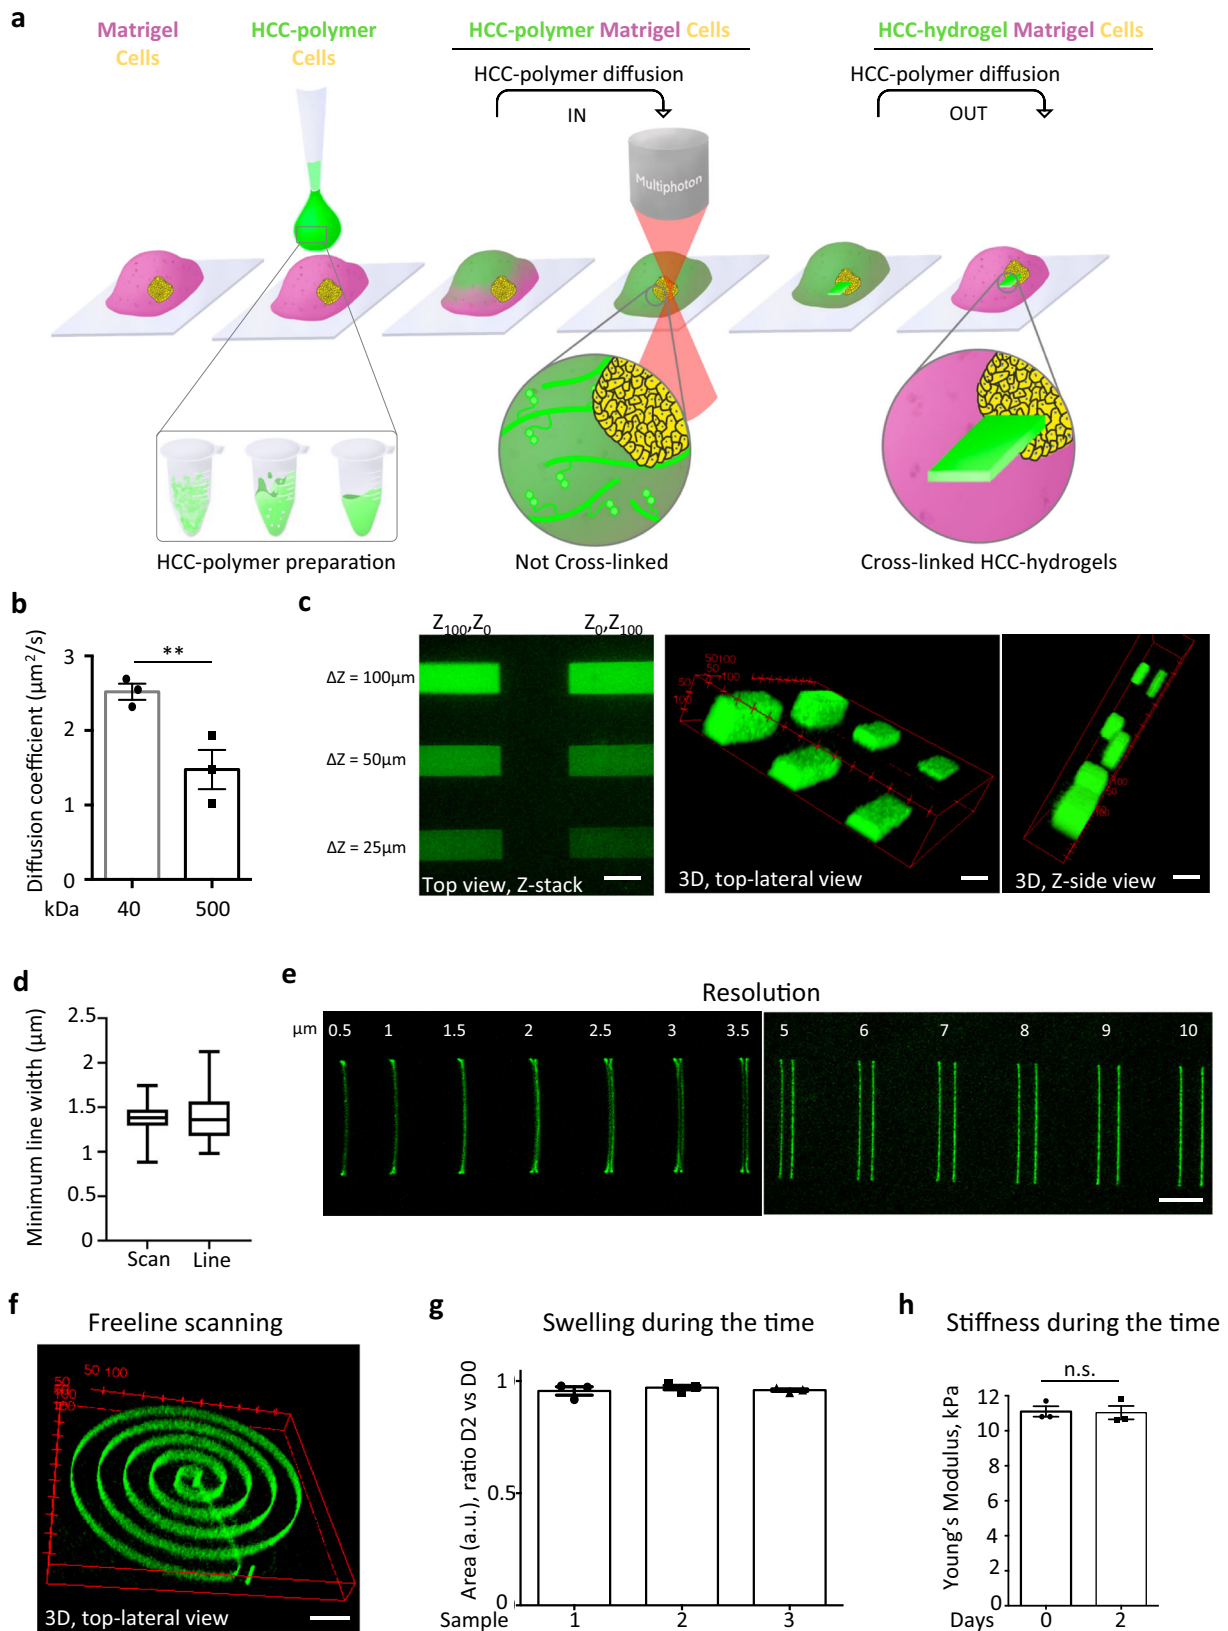 a
Matrigel
Cells
HCC-polymer
Cells
HCC-polymer Matrigel Cells
HCC-hydrogel Matrigel Cells
HCC-polymer diffusion
IN
HCC-polymer diffusion
OUT
Multiphoton
HCC-polymer preparation
Not Cross-linked
Cross-linked HCC-hydrogels
b
Diffusion coefficient (μm²/s)
3
2
1
0
**
kDa 40 500
c
Z100,Z0 Z0,Z100
ΔZ = 100μm
ΔZ = 50μm
ΔZ = 25μm
Top view, Z-stack
3D, top-lateral view
3D, Z-side view
d
Minimum line width (μm)
2.5
2
1.5
1
0.5
0
Scan Line
e
Resolution
μm 0.5 1 1.5 2 2.5 3 3.5 5 6 7 8 9 10
f
Freeline scanning
50 100
3D, top-lateral view
g
Swelling during the time
Area (a.u.), ratio D2 vs D0
1
0.5
0
Sample 1 2 3
h
Stiffness during the time
n.s.
Young's Modulus, kPa
12
10
8
6
4
2
0
Days 0 2